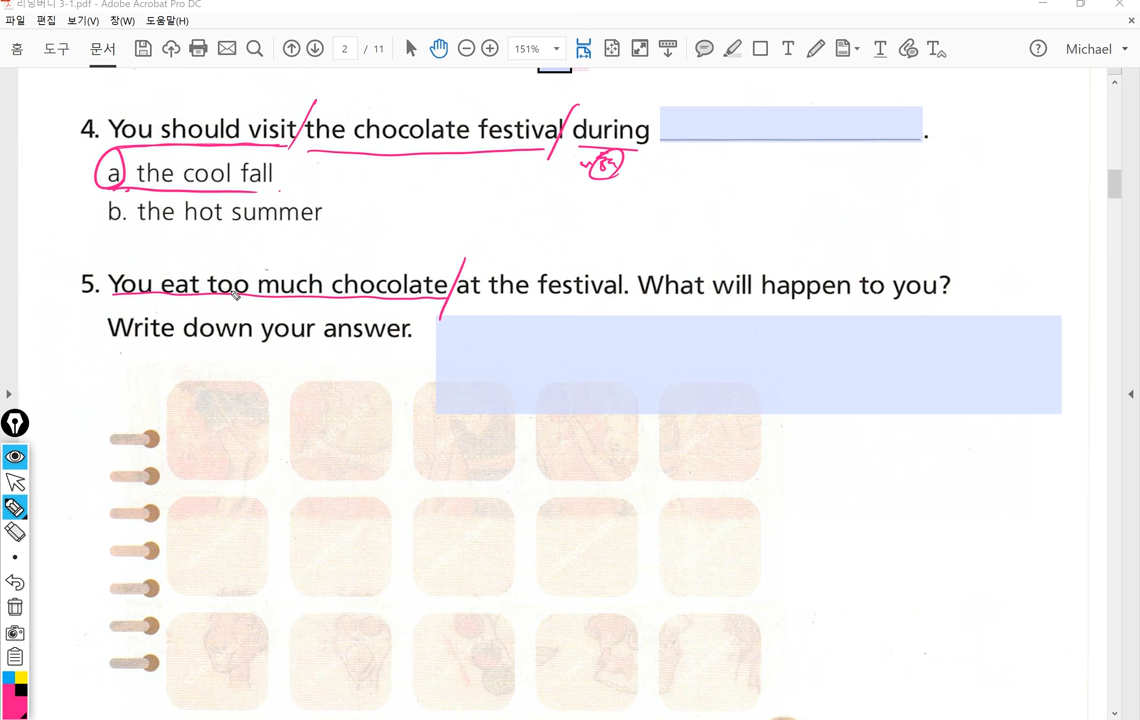 리딩버디 3-1.pdf - Adobe Acrobat Pro DC
파일 편집 보기(V) 창(W) 도움말(H)
홈 도구 문서 2 / 11 151% Michael
4. You should visit the chocolate festival during ____.
a. the cool fall
b. the hot summer
5. You eat too much chocolate at the festival. What will happen to you?
Write down your answer.